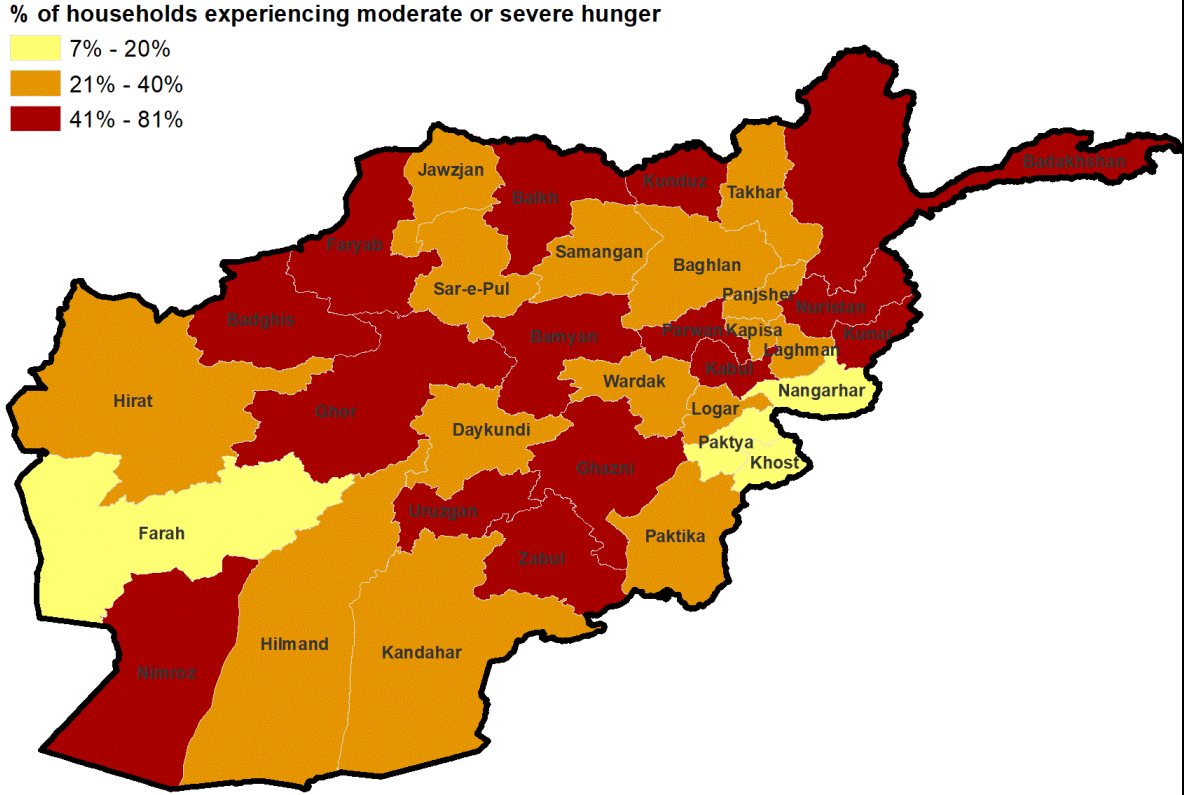 % of households experiencing moderate or severe hunger
7% - 20%
21% - 40%
41% - 81%
Badakhshan
Jawzjan
Kunduz
Balkh
Takhar
Faryab
Samangan
Baghlan
Sar-e-Pul
Panjsher
Nuristan
Badghis
Parwan
Kapisa
Kunar
Bamyan
Laghman
Kabul
Wardak
Nangarhar
Hirat
Ghor
Logar
Daykundi
Paktya
Khost
Ghazni
Uruzgan
Farah
Paktika
Zabul
Hilmand
Kandahar
Nimroz